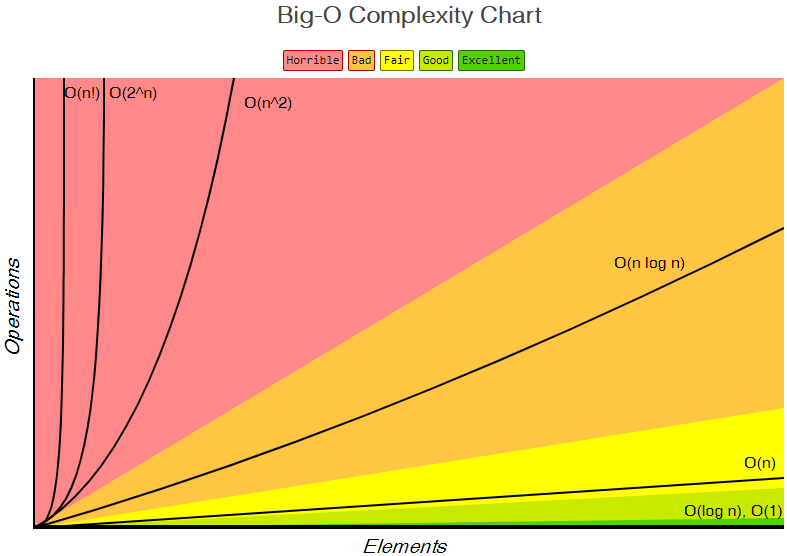 Big-O Complexity Chart
Horrible Bad Fair Good Excellent
O(n!) O(2^n)
O(n^2)
O(n log n)
O(n)
O(log n), O(1)
Operations
Elements